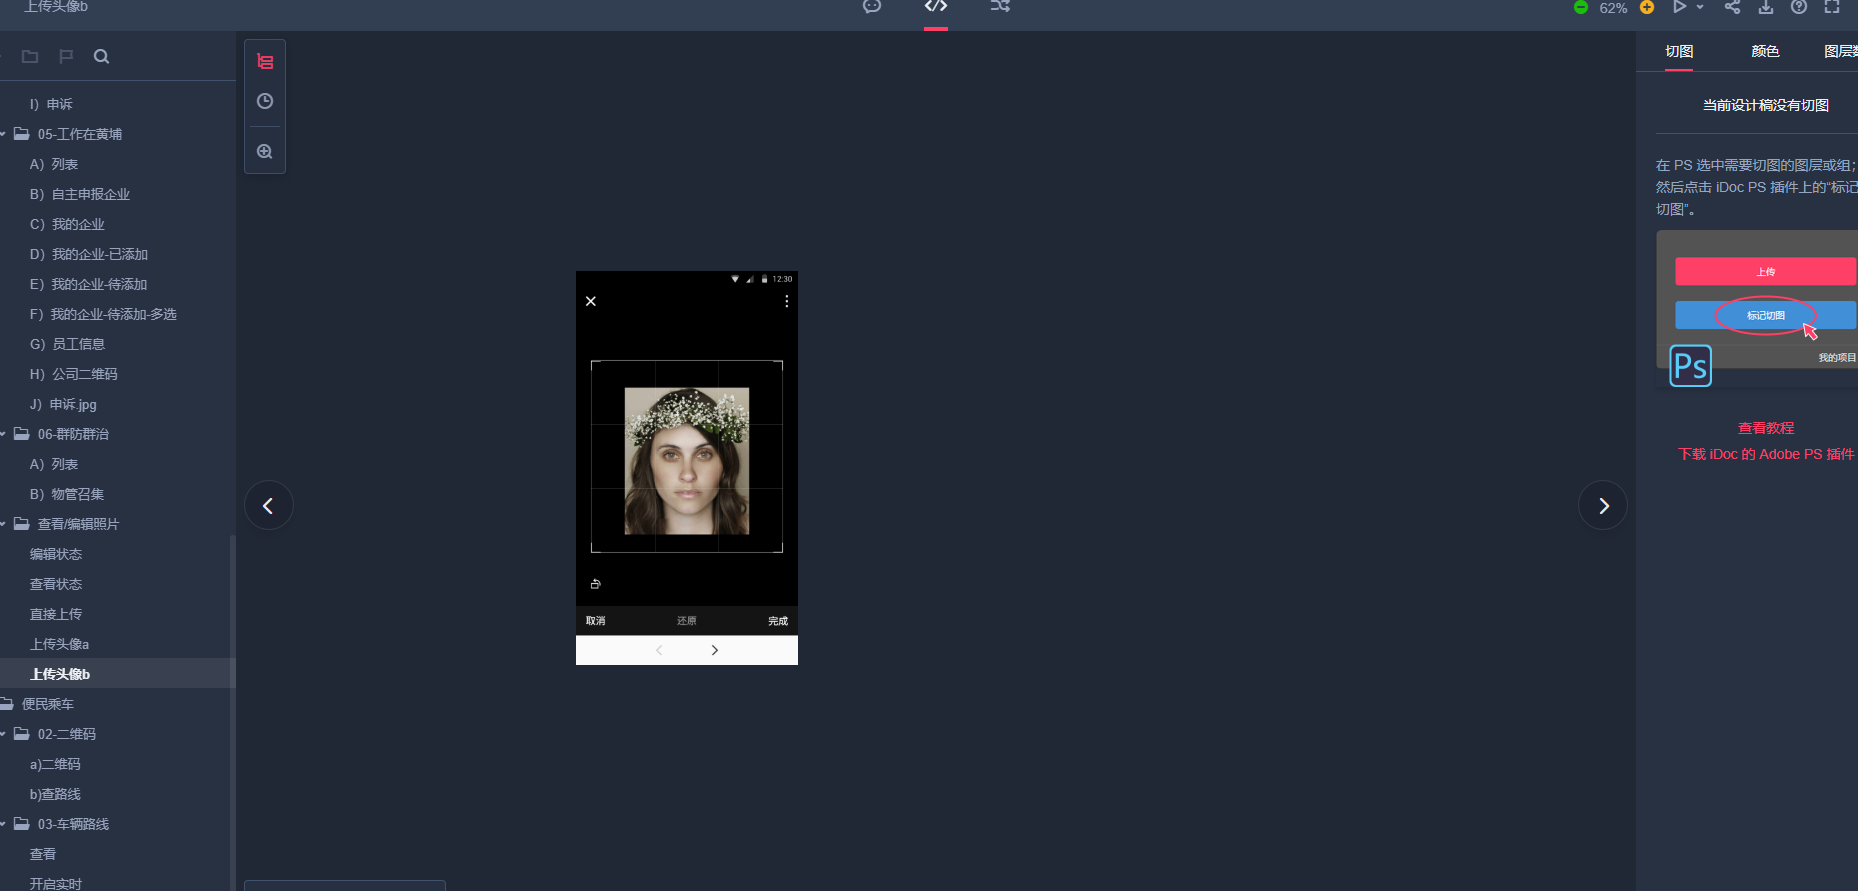 上传头像b
62%
I）申诉
05-工作在黄埔
A）列表
B）自主申报企业
C）我的企业
D）我的企业-已添加
E）我的企业-待添加
F）我的企业-待添加-多选
G）员工信息
H）公司二维码
J）申诉.jpg
06-群防群治
A）列表
B）物管召集
查看/编辑照片
编辑状态
查看状态
直接上传
上传头像a
上传头像b
便民乘车
02-二维码
a)二维码
b)查路线
03-车辆路线
查看
开启实时
12:30
取消
还原
完成
切图
颜色
图层
当前设计稿没有切图
在 PS 选中需要切图的图层或组；
然后点击 iDoc PS 插件上的“标记
切图”。
上传
标记切图
我的项目
Ps
查看教程
下载 iDoc 的 Adobe PS 插件